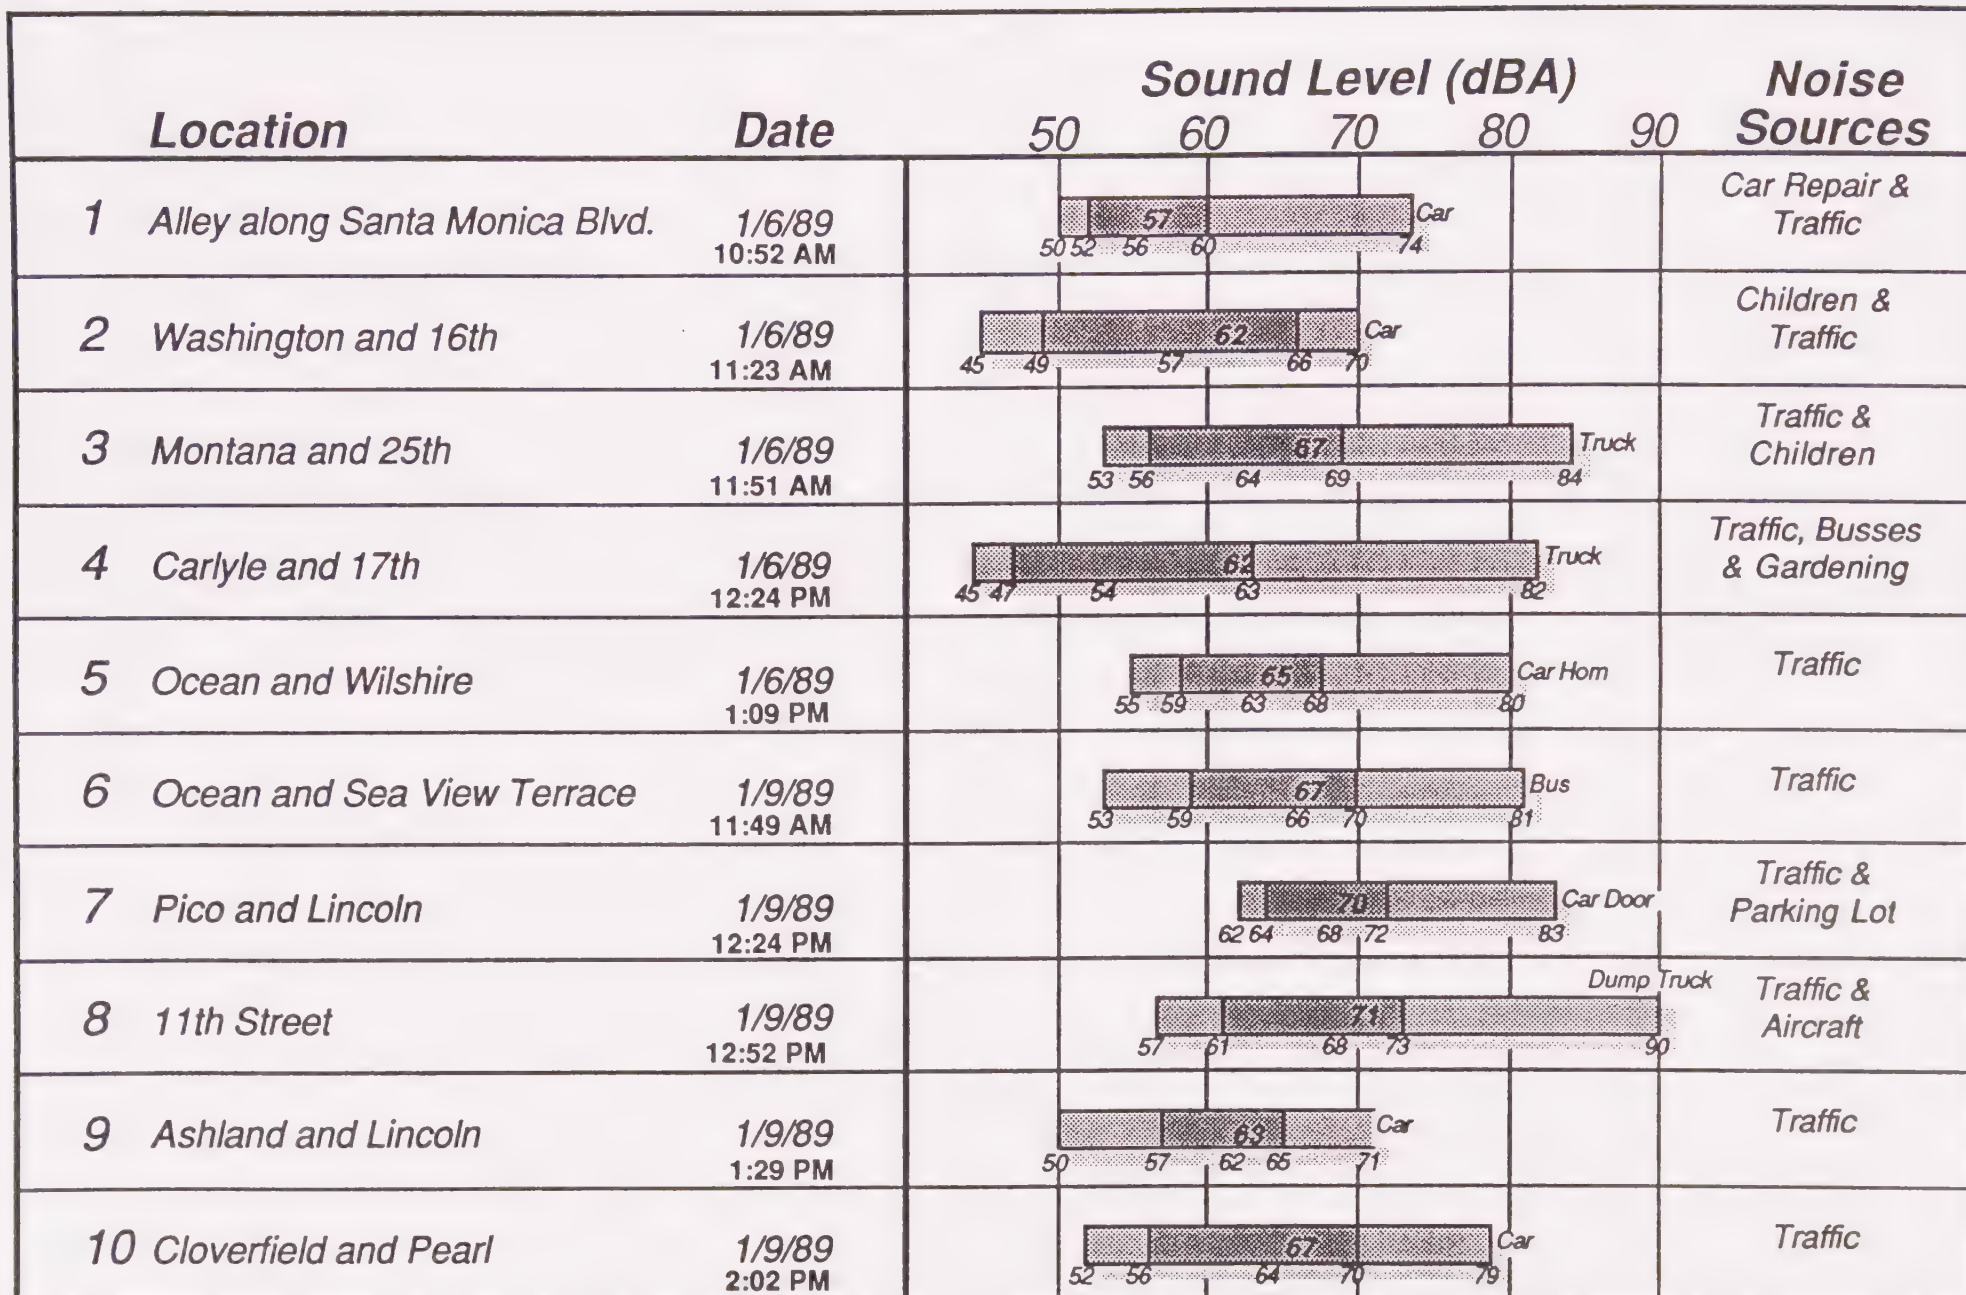 Sound Level (dBA) Noise
Location Date 50 60 70 80 90 Sources
1 Alley along Santa Monica Blvd. 1/6/89 57 Car Car Repair &
10:52 AM 50 52 56 60 74 Traffic
2 Washington and 16th 1/6/89 62 Car Children &
11:23 AM 45 49 57 66 70 Traffic
3 Montana and 25th 1/6/89 67 Truck Traffic &
11:51 AM 53 56 64 69 84 Children
4 Carlyle and 17th 1/6/89 62 Truck Traffic, Busses
12:24 PM 45 47 54 63 82 & Gardening
5 Ocean and Wilshire 1/6/89 65 Car Horn Traffic
1:09 PM 55 59 63 68 80
6 Ocean and Sea View Terrace 1/9/89 67 Bus Traffic
11:49 AM 53 59 66 70 81
7 Pico and Lincoln 1/9/89 70 Car Door Traffic &
12:24 PM 62 64 68 72 83 Parking Lot
8 11th Street 1/9/89 71 Dump Truck Traffic &
12:52 PM 57 61 68 73 90 Aircraft
9 Ashland and Lincoln 1/9/89 63 Car Traffic
1:29 PM 50 57 62 65 71
10 Cloverfield and Pearl 1/9/89 67 Car Traffic
2:02 PM 52 56 64 70 79